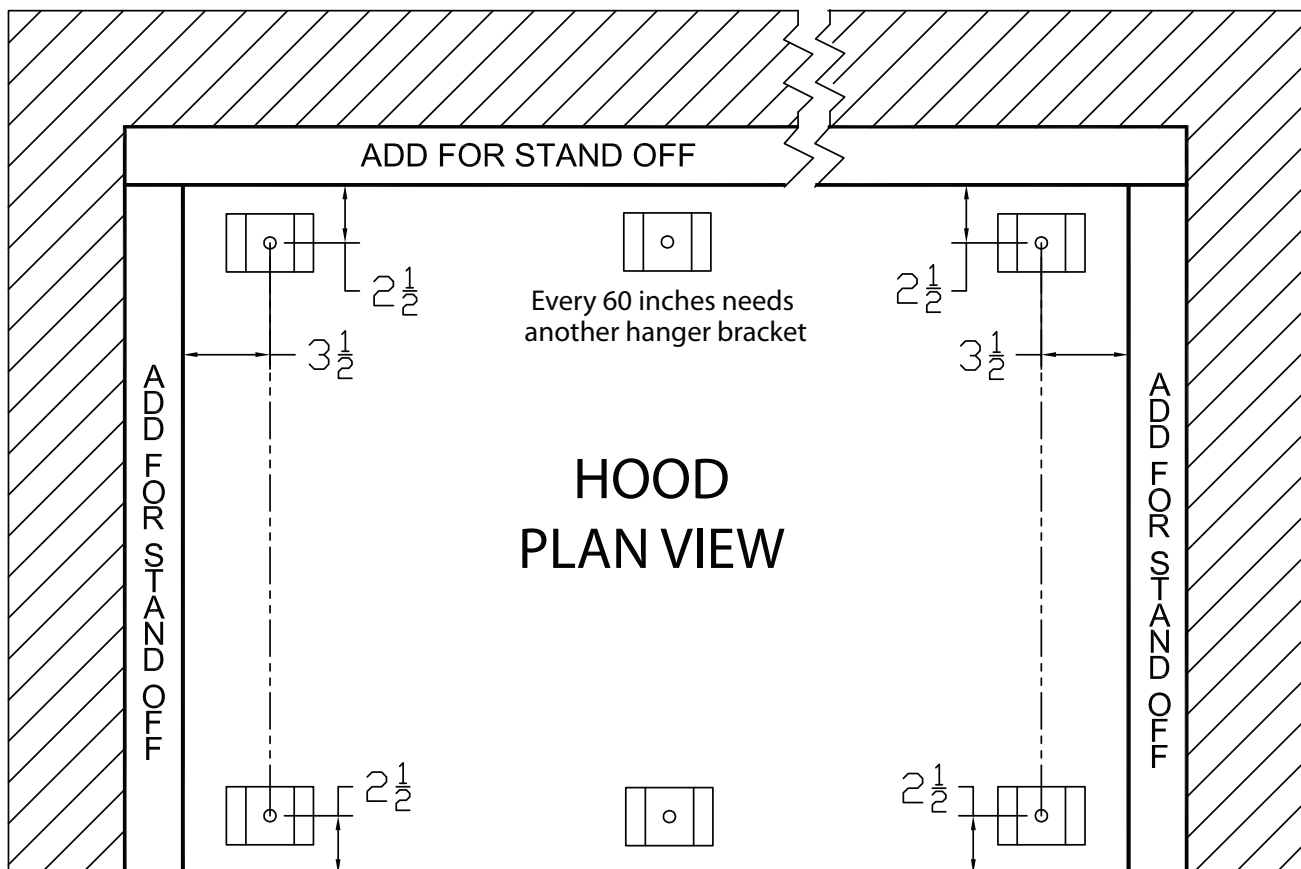 ADD FOR STAND OFF
2 1/2
2 1/2
Every 60 inches needs
another hanger bracket
3 1/2
3 1/2
ADD FOR STAND OFF
ADD FOR STAND OFF
HOOD
PLAN VIEW
2 1/2
2 1/2